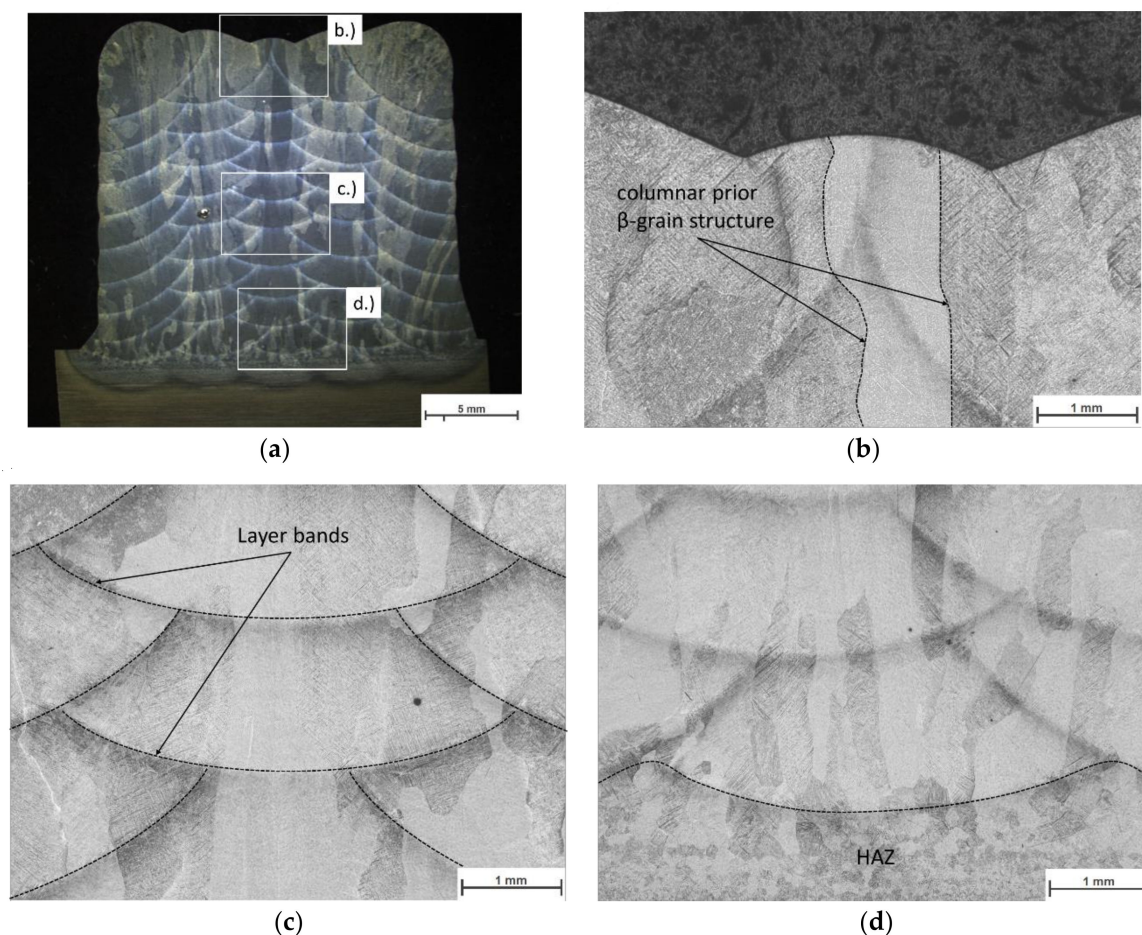 b.)
c.)
d.)
5 mm
(a)
columnar prior
β-grain structure
1 mm
(b)
Layer bands
1 mm
(c)
HAZ
1 mm
(d)